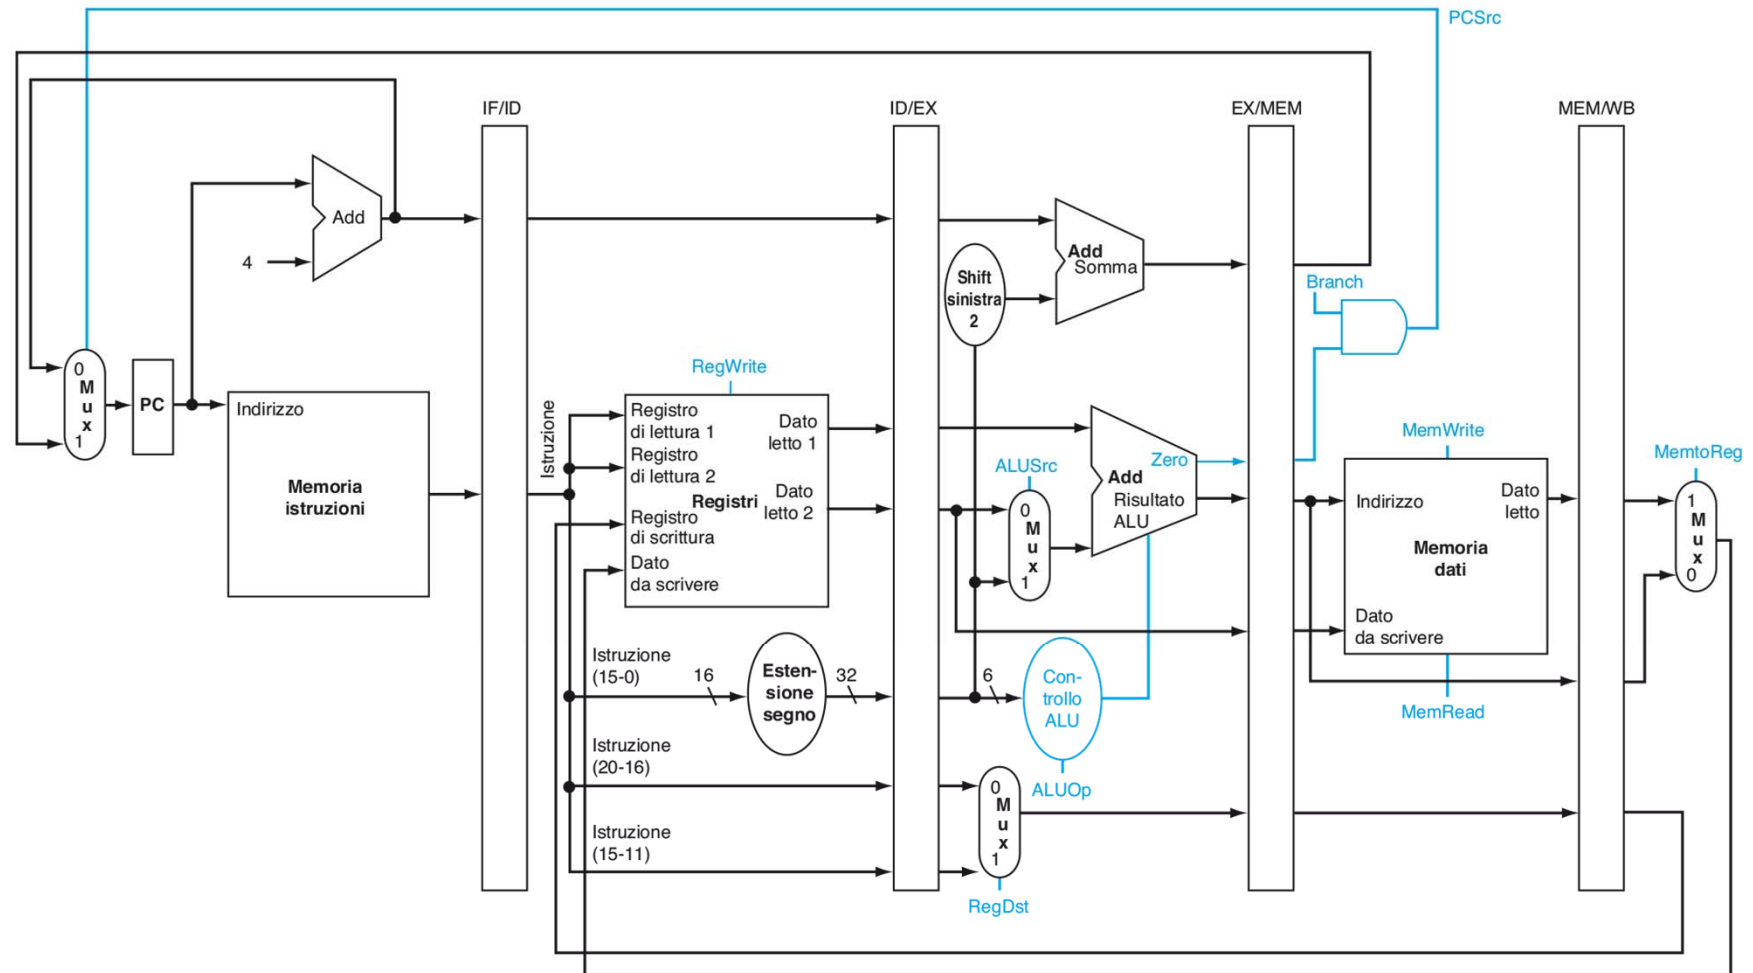 PCSrc
IF/ID
ID/EX
EX/MEM
MEM/WB
Add
4
Add
Somma
Shift
sinistra
2
Branch
0
M
u
x
1
PC
Indirizzo
Memoria
istruzioni
Istruzione
RegWrite
Registro
di lettura 1
Registro
di lettura 2
Registri
Registro
di scrittura
Dato
da scrivere
Dato
letto 1
Dato
letto 2
ALUSrc
0
M
u
x
1
Zero
Add
Risultato
ALU
MemWrite
Indirizzo
Dato
letto
Memoria
dati
Dato
da scrivere
MemRead
MemtoReg
1
M
u
x
0
Istruzione
(15-0)
16
Esten-
sione
segno
32
6
Con-
trollo
ALU
ALUOp
Istruzione
(20-16)
Istruzione
(15-11)
0
M
u
x
1
RegDst